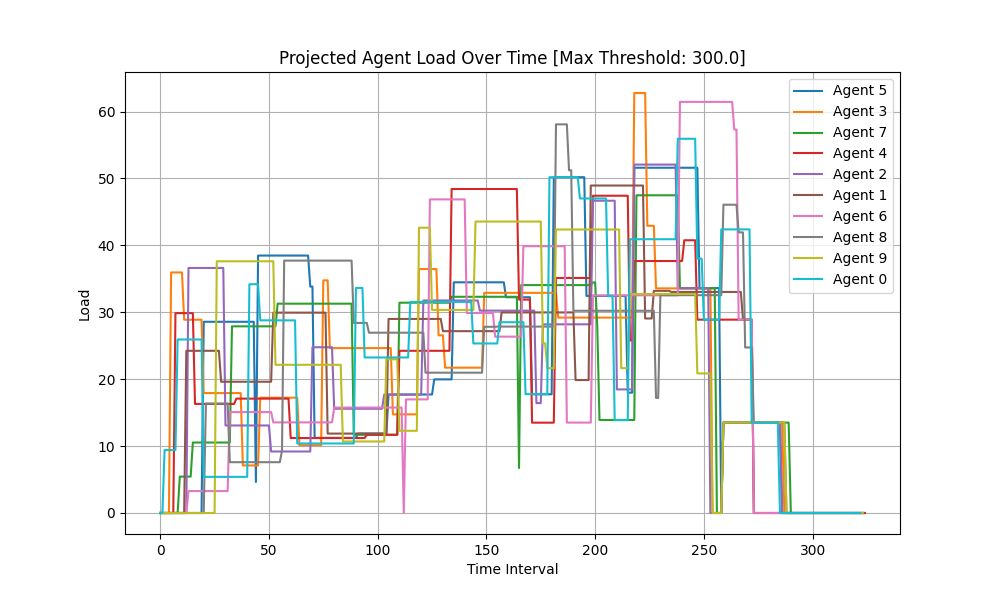 Projected Agent Load Over Time [Max Threshold: 300.0]
Load
60
50
40
30
20
10
0
0 50 100 150 200 250 300
Time Interval
Agent 5
Agent 3
Agent 7
Agent 4
Agent 2
Agent 1
Agent 6
Agent 8
Agent 9
Agent 0